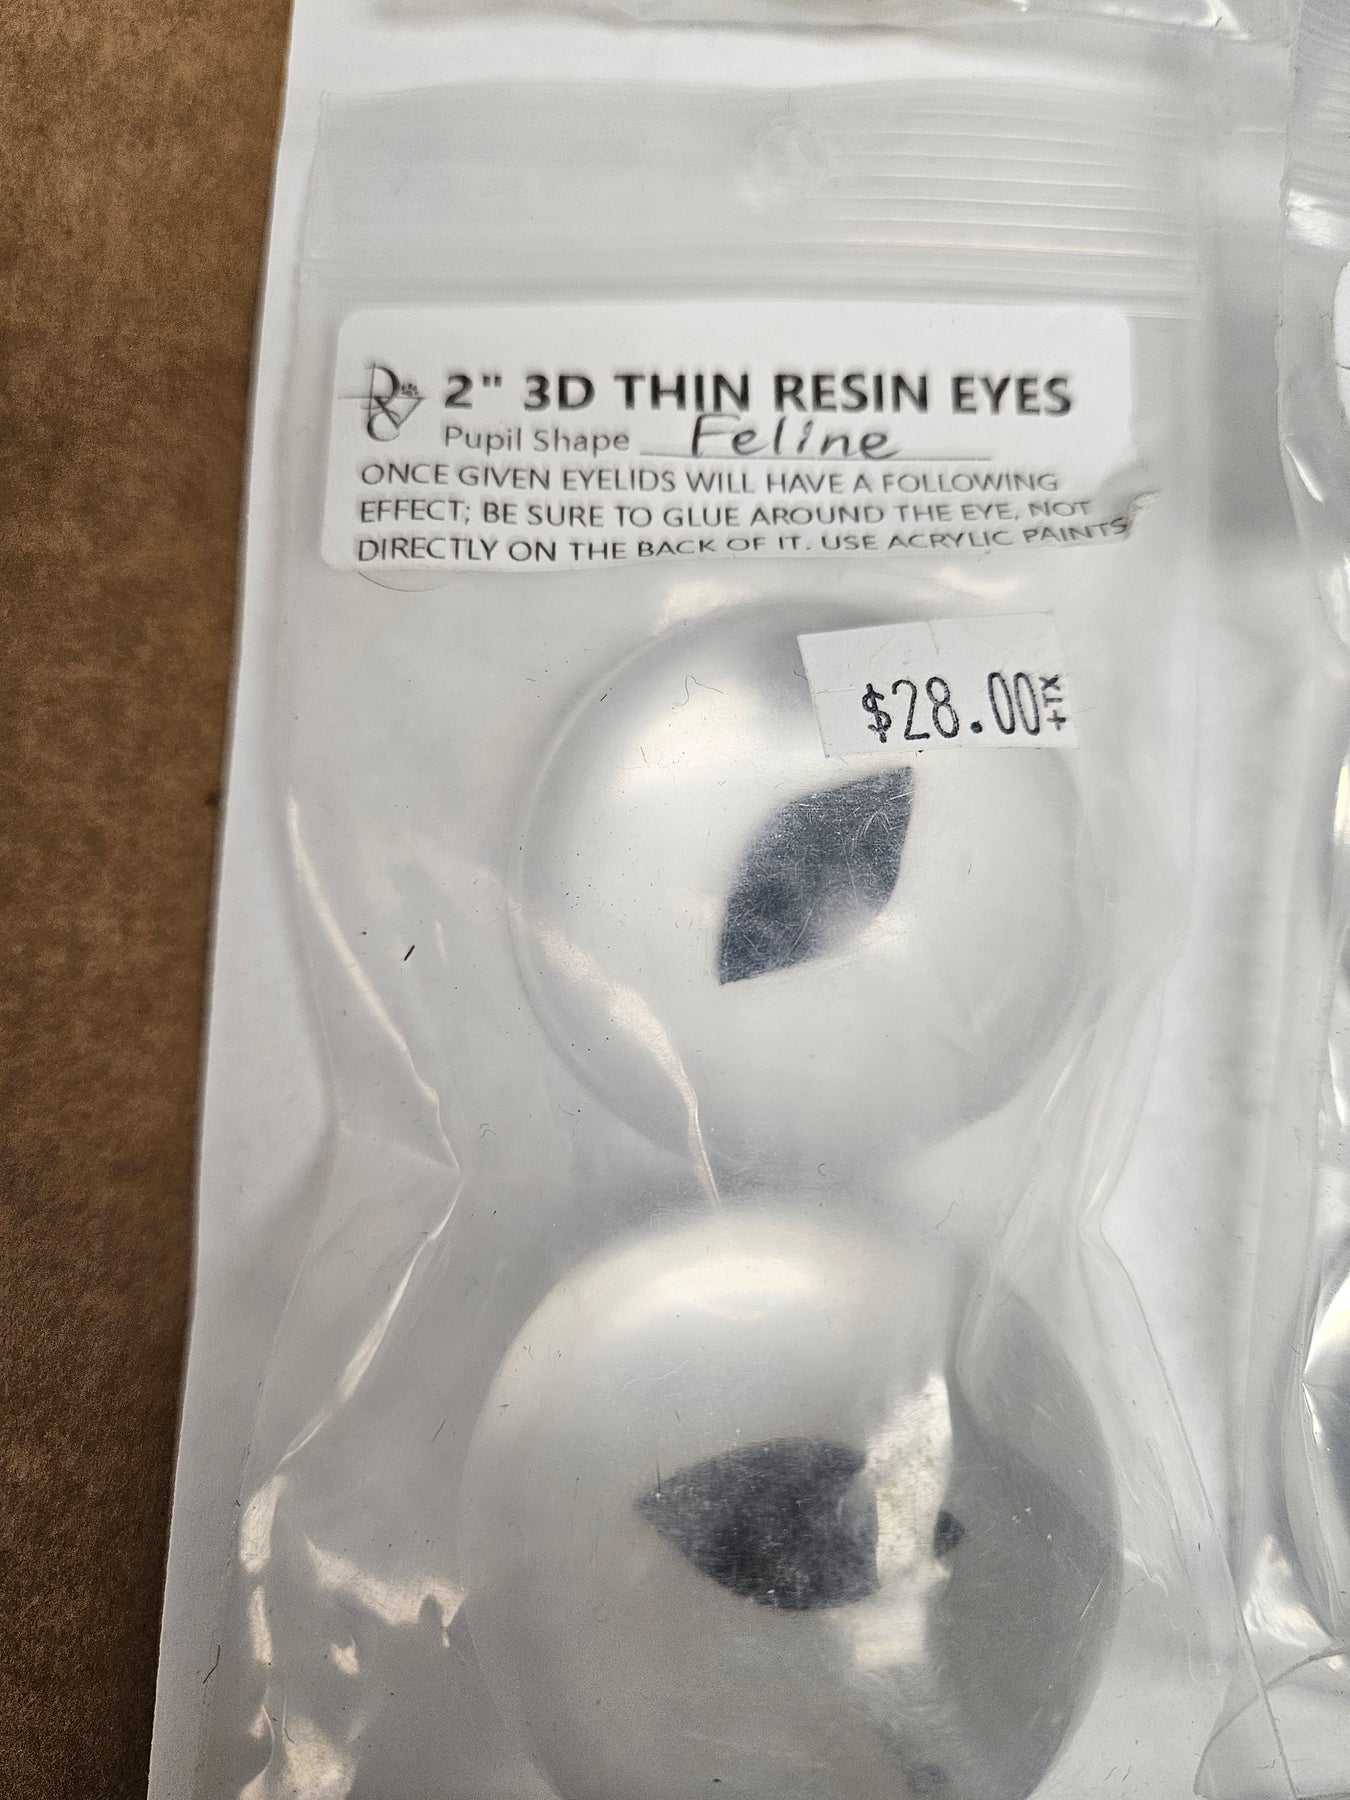 2" 3D THIN RESIN EYES
Pupil Shape Feline
ONCE GIVEN EYELIDS WILL HAVE A FOLLOWING
EFFECT; BE SURE TO GLUE AROUND THE EYE, NOT
DIRECTLY ON THE BACK OF IT. USE ACRYLIC PAINTS
$28.00+TX